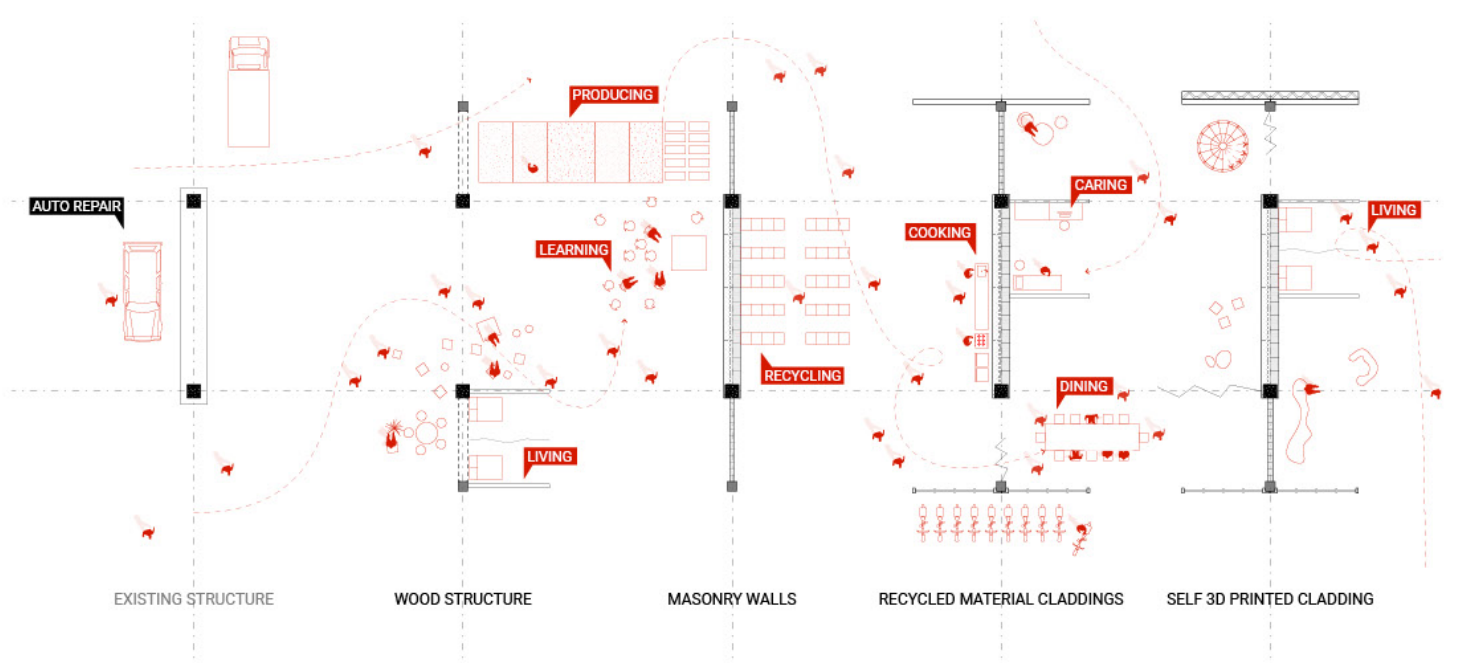 PRODUCING
CARING
AUTO REPAIR
LIVING
COOKING
LEARNING
RECYCLING
DINING
LIVING
EXISTING STRUCTURE
WOOD STRUCTURE
MASONRY WALLS
RECYCLED MATERIAL CLADDINGS
SELF 3D PRINTED CLADDING